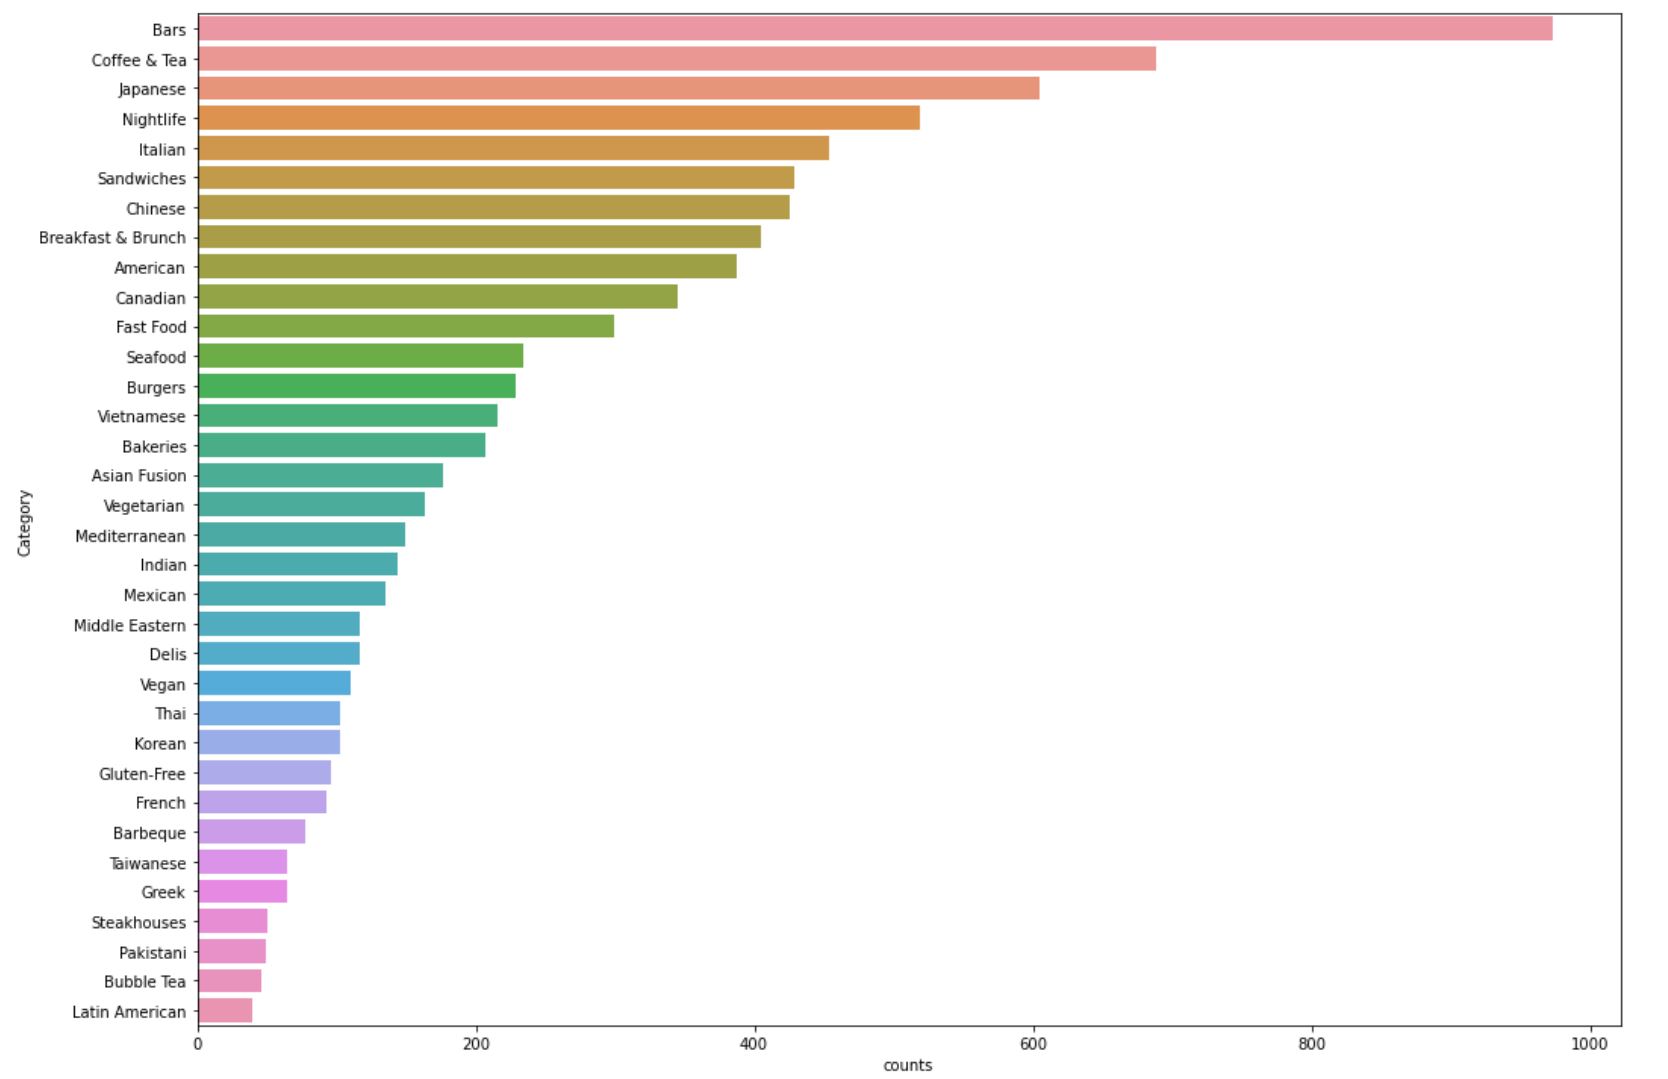 Bars
Coffee & Tea
Japanese
Nightlife
Italian
Sandwiches
Chinese
Breakfast & Brunch
American
Canadian
Fast Food
Seafood
Burgers
Vietnamese
Bakeries
Asian Fusion
Vegetarian
Mediterranean
Indian
Mexican
Middle Eastern
Delis
Vegan
Thai
Korean
Gluten-Free
French
Barbeque
Taiwanese
Greek
Steakhouses
Pakistani
Bubble Tea
Latin American
Category
0 200 400 600 800 1000
counts